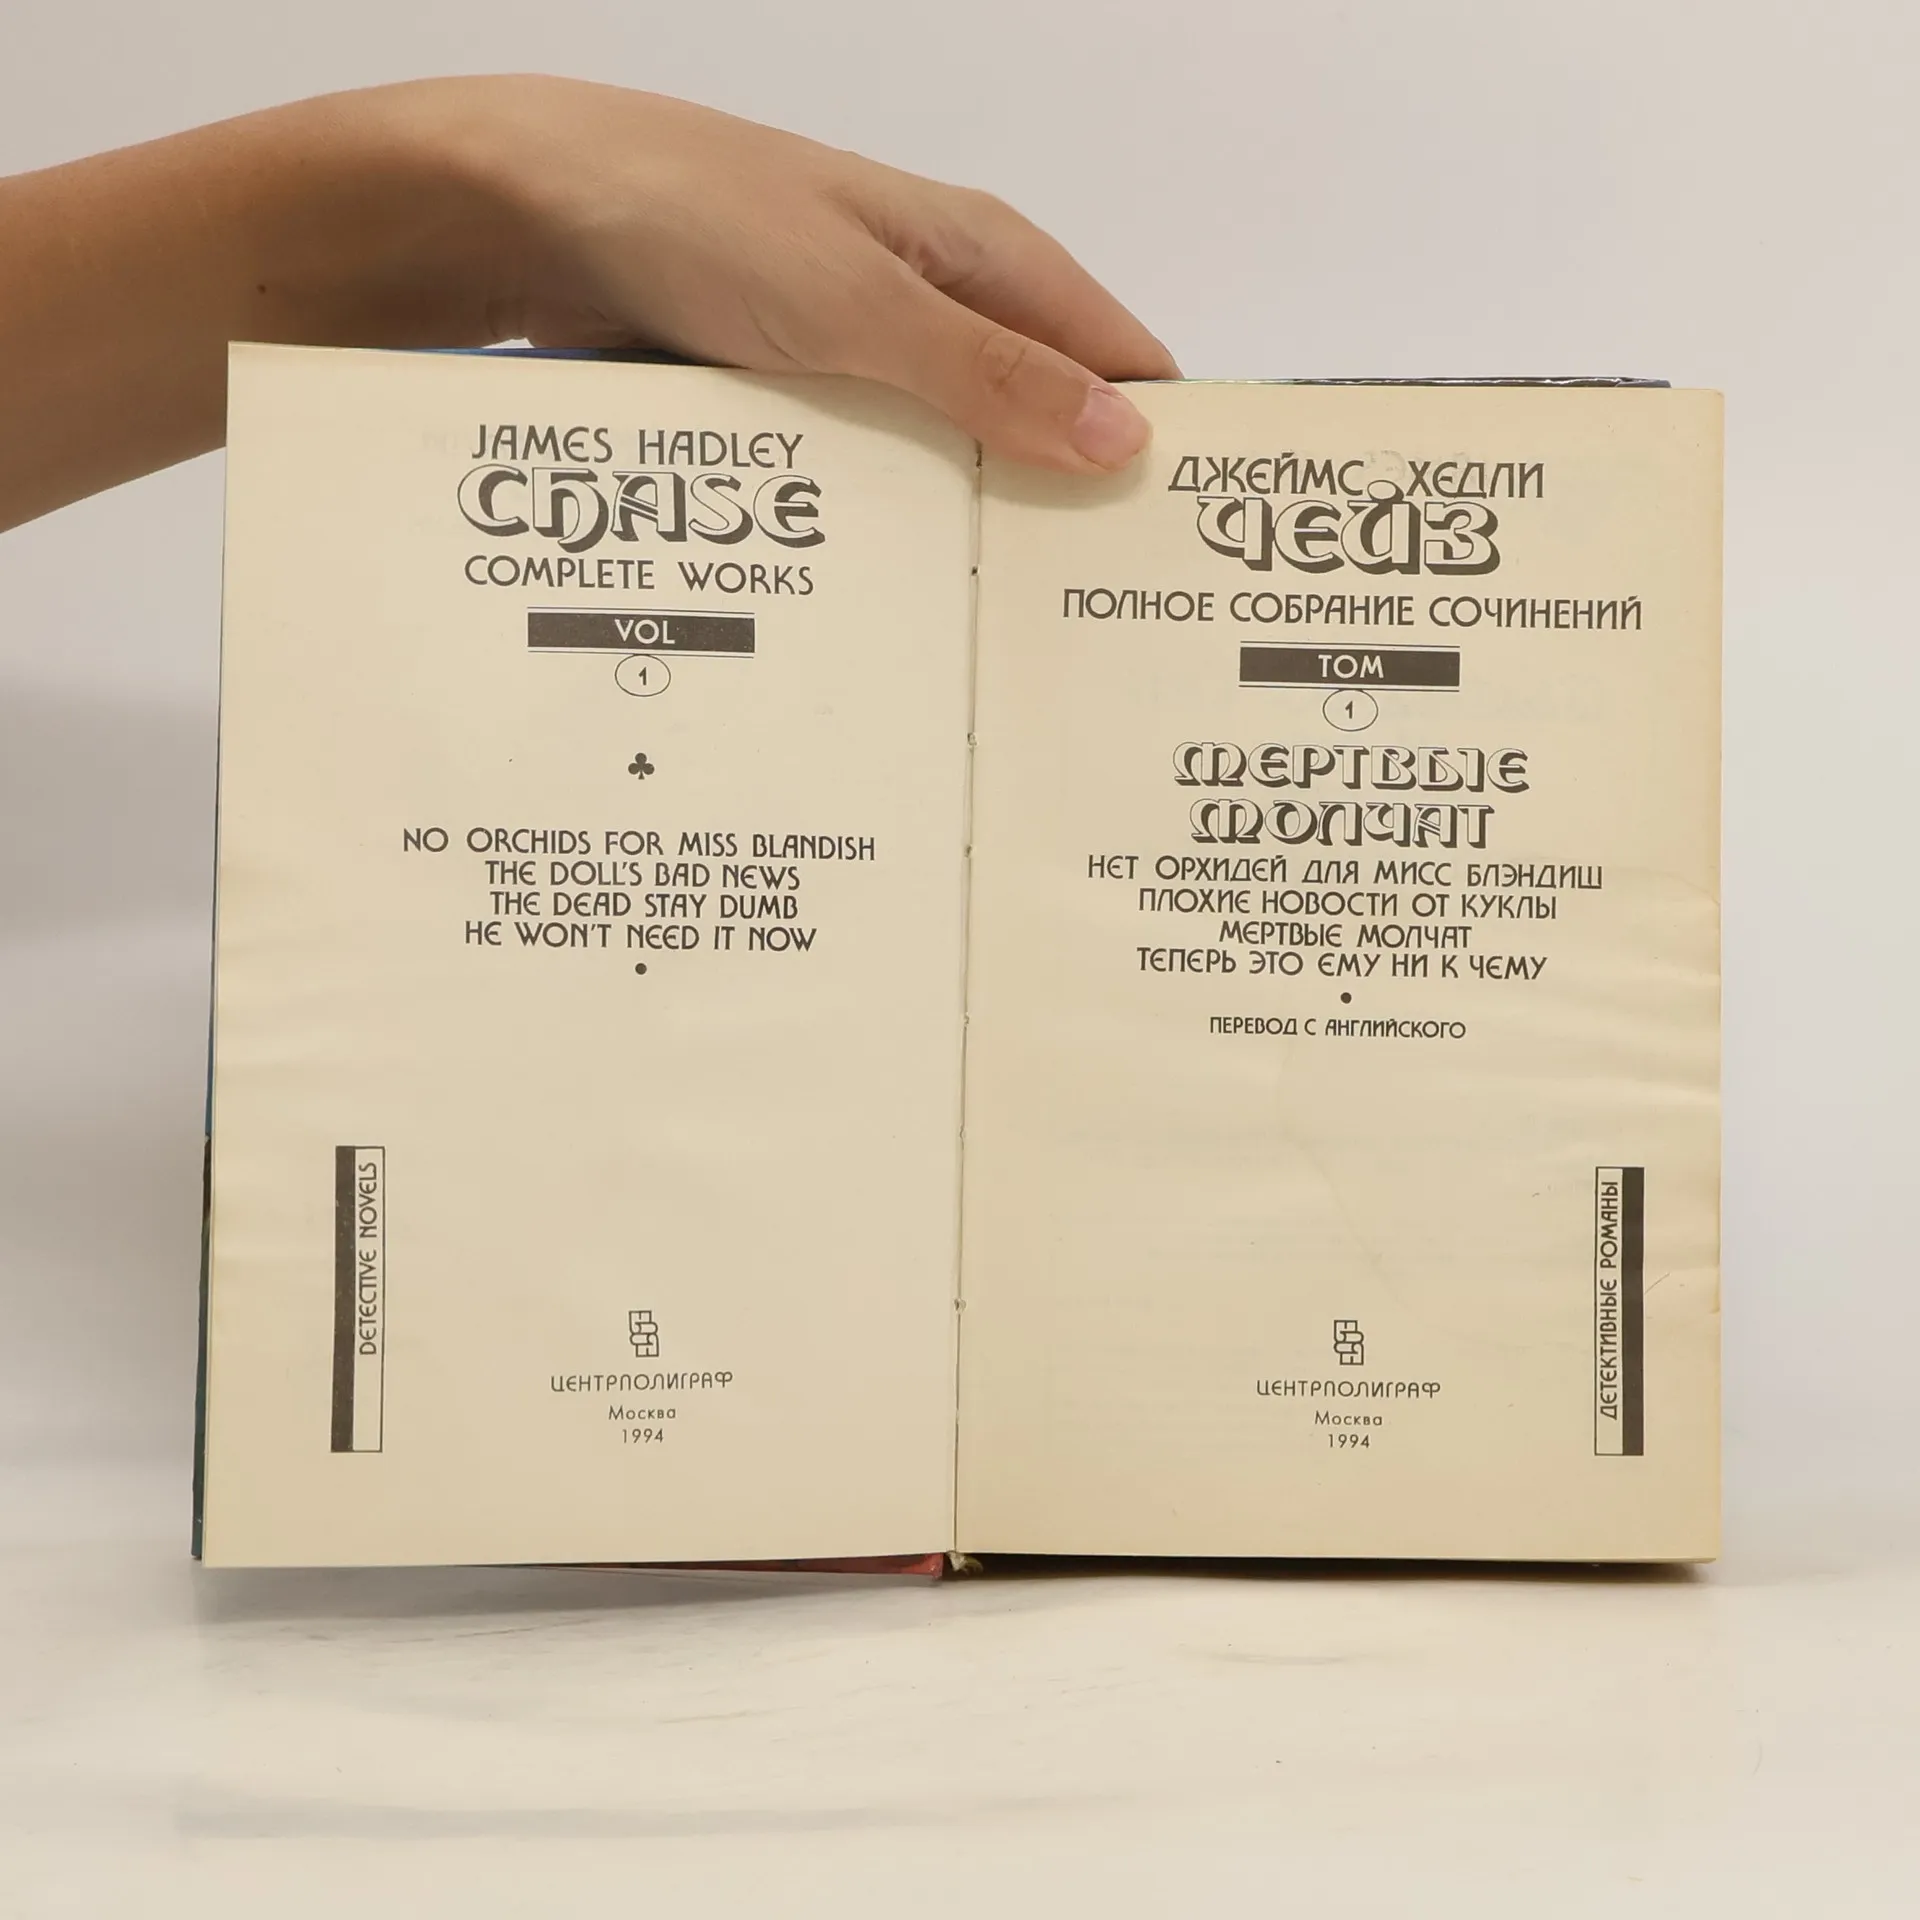 JAMES HADLEY
CHASE
COMPLETE WORKS
VOL
1
NO ORCHIDS FOR MISS BLANDISH
THE DOLL'S BAD NEWS
THE DEAD STAY DUMB
HE WON'T NEED IT NOW
DETECTIVE NOVELS
ЦЕНТРПОЛИГРАФ
Москва
1994
ДЖЕЙМС ХЕДЛИ
ЧЕЙЗ
ПОЛНОЕ СОБРАНИЕ СОЧИНЕНИЙ
ТОМ
1
МЕРТВЫЕ
МОЛЧАТ
НЕТ ОРХИДЕЙ ДЛЯ МИСС БЛЭНДИШ
ПЛОХИЕ НОВОСТИ ОТ КУКЛЫ
МЕРТВЫЕ МОЛЧАТ
ТЕПЕРЬ ЭТО ЕМУ НИ К ЧЕМУ
ПЕРЕВОД С АНГЛИЙСКОГО
ДЕТЕКТИВНЫЕ РОМАНЫ
ЦЕНТРПОЛИГРАФ
Москва
1994